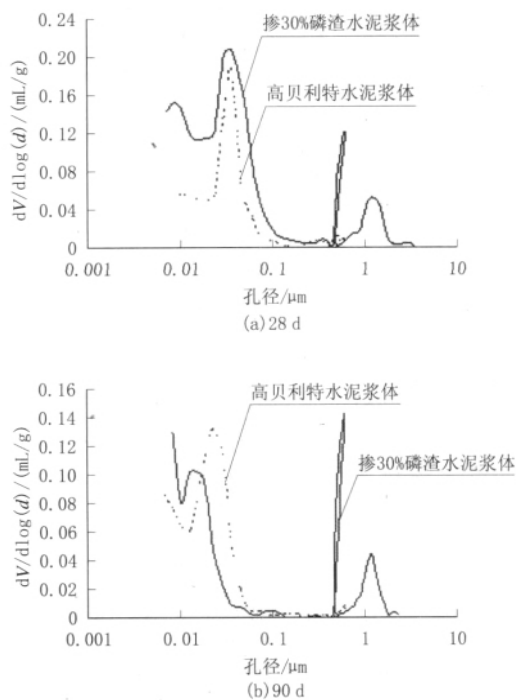 0.24
掺30%磷渣水泥浆体
0.20
高贝利特水泥浆体
0.16
0.12
0.08
0.04
0
dV/dlog(d)/(mL/g)
0.001 0.01 0.1 1 10
孔径/μm
(a)28 d
0.16
高贝利特水泥浆体
0.14
0.12
掺30%磷渣水泥浆体
0.10
0.08
0.06
0.04
0.02
0
dV/dlog(d)/(mL/g)
0.001 0.01 0.1 1 10
孔径/μm
(b)90 d